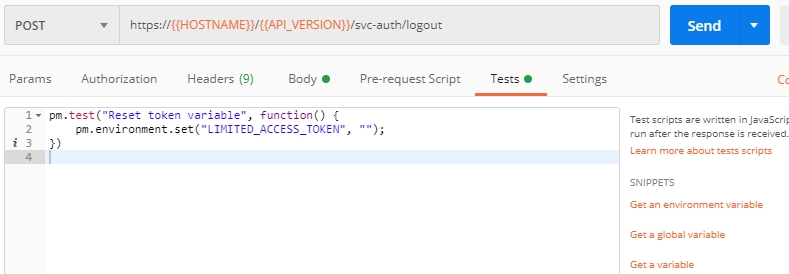 POST https://{{HOSTNAME}}/{{API_VERSION}}/svc-auth/logout Send
Params Authorization Headers (9) Body Pre-request Script Tests Settings Co
1 pm.test("Reset token variable", function() {
2 pm.environment.set("LIMITED_ACCESS_TOKEN", "");
i 3 })
4
Test scripts are written in JavaScrip
run after the response is received.
Learn more about tests scripts
SNIPPETS
Get an environment variable
Get a global variable
Get a variable